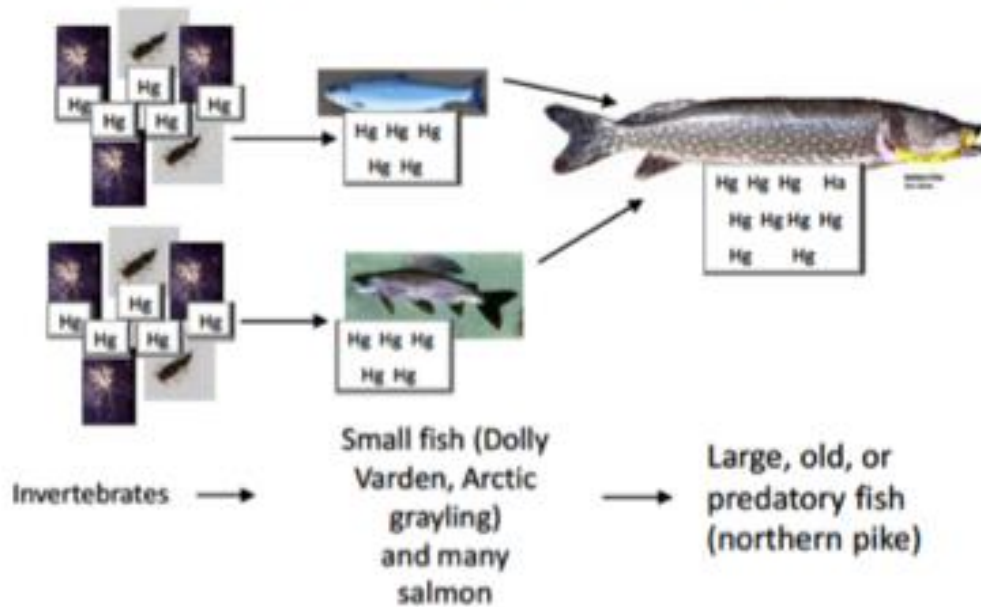 Hg
Hg
Hg
Hg
Hg
Hg Hg Hg
Hg Hg
Hg Hg Hg Ha
Hg Hg Hg Hg
Hg Hg
Hg
Hg
Hg
Hg
Hg
Hg Hg Hg
Hg Hg
Invertebrates
Small fish (Dolly
Varden, Arctic
grayling)
and many
salmon
Large, old, or
predatory fish
(northern pike)